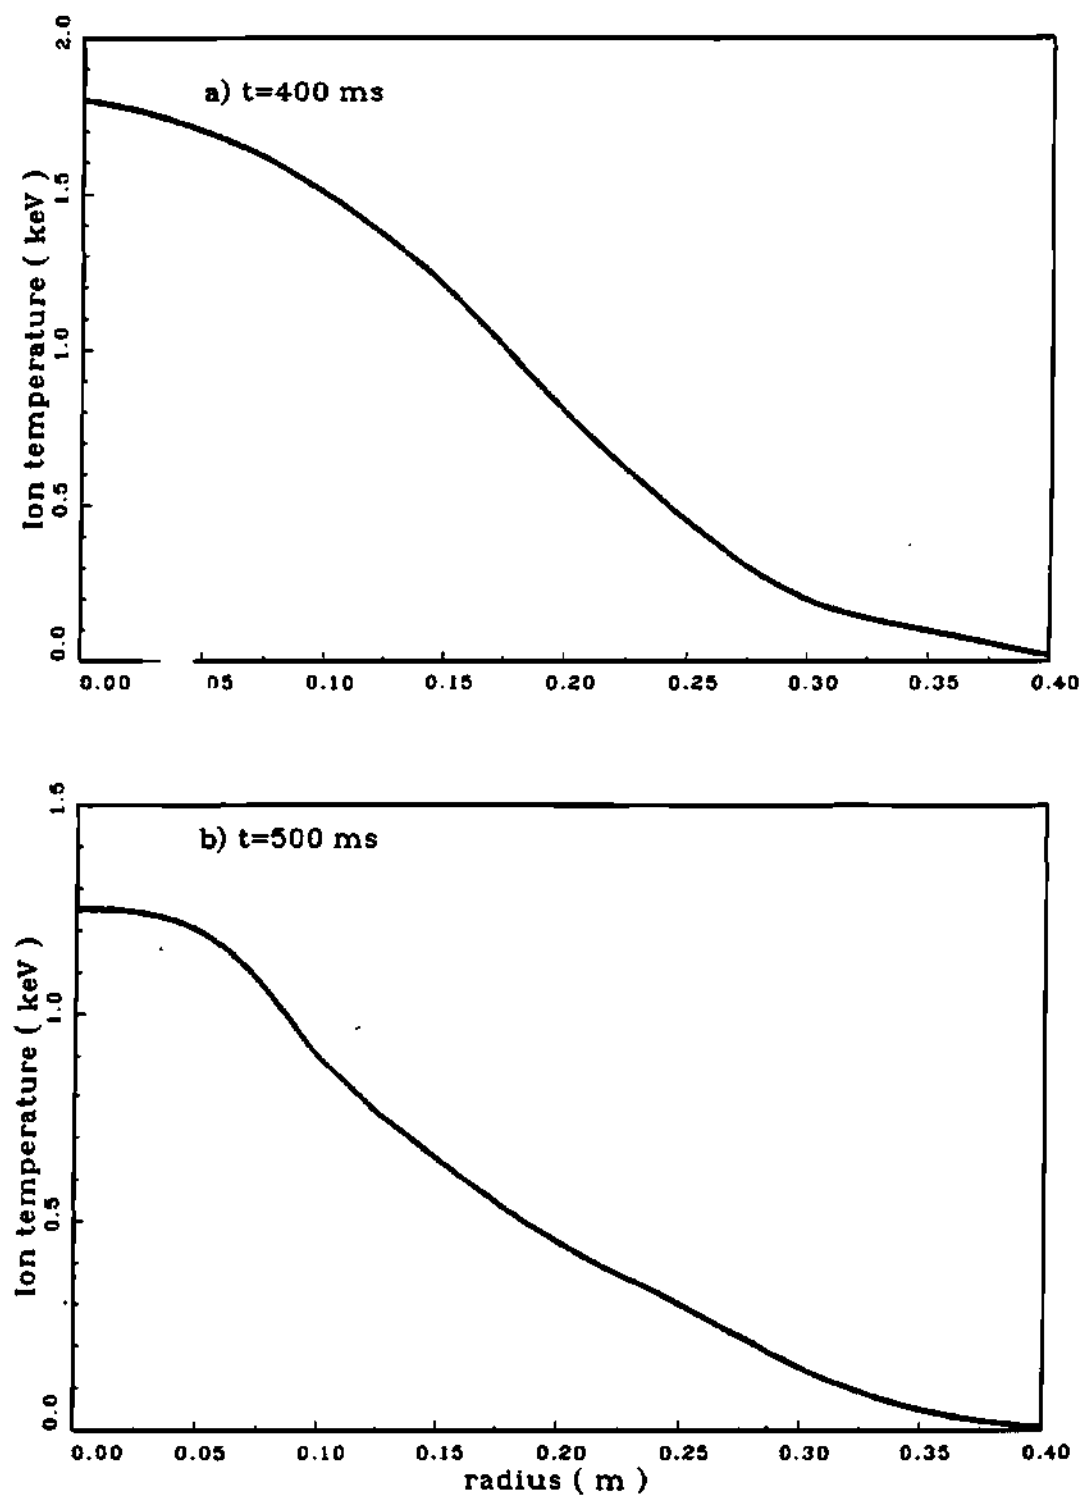 2.0
a) t=400 ms
1.5
1.0
0.5
0.0
Ion temperature ( keV )
0.00 05 0.10 0.15 0.20 0.25 0.30 0.35 0.40
1.5
b) t=500 ms
1.0
0.5
0.0
Ion temperature ( keV )
0.00 0.05 0.10 0.15 0.20 0.25 0.30 0.35 0.40
radius ( m )